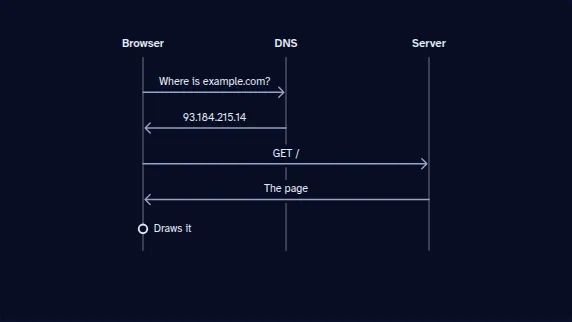 Browser DNS Server
Where is example.com?
93.184.215.14
GET /
The page
Draws it